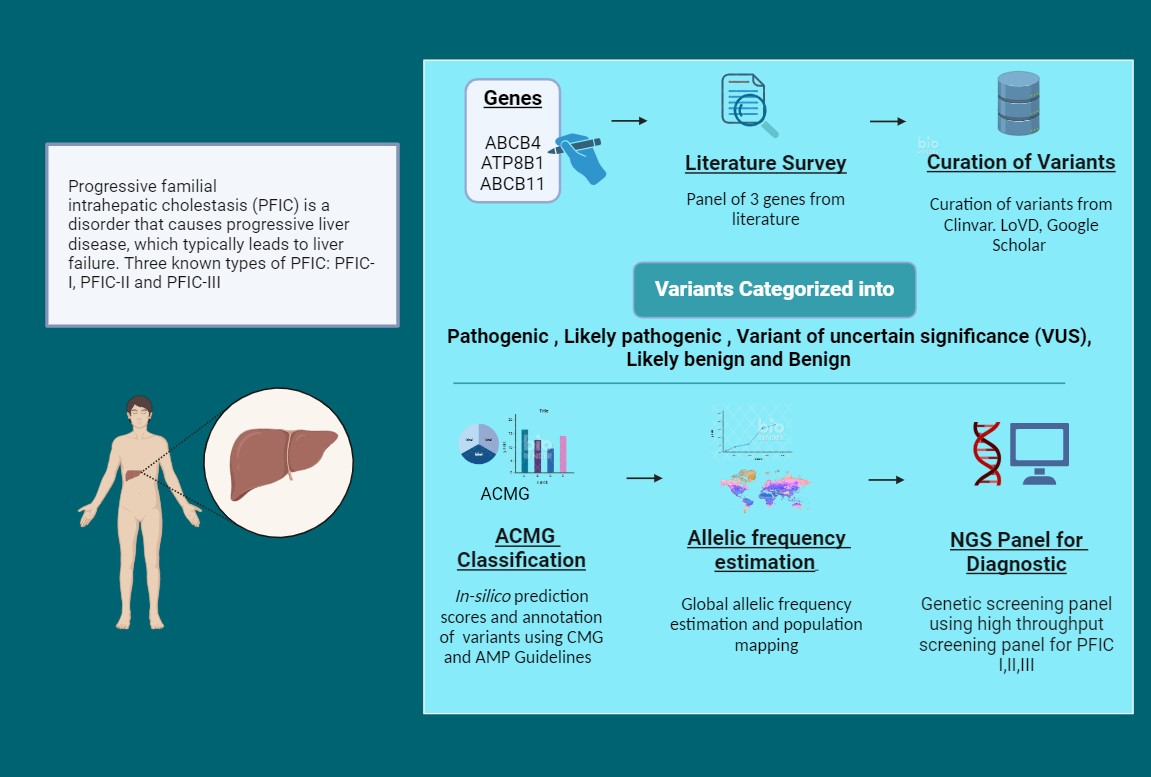 Progressive familial
intrahepatic cholestasis (PFIC) is a
disorder that causes progressive liver
disease, which typically leads to liver
failure. Three known types of PFIC: PFIC-
I, PFIC-II and PFIC-III
Genes
ABCB4
ATP8B1
ABCB11
Literature Survey
Panel of 3 genes from
literature
bio
Curation of Variants
Curation of variants from
Clinvar. LoVD, Google
Scholar
Variants Categorized into
Pathogenic , Likely pathogenic , Variant of uncertain significance (VUS),
Likely benign and Benign
Title
bio
RENDER
ACMG
ACMG
Classification
In-silico prediction
scores and annotation
of variants using CMG
and AMP Guidelines
bio
RENDER
Allelic frequency
estimation
Global allelic frequency
estimation and population
mapping
NGS Panel for
Diagnostic
Genetic screening panel
using high throughput
screening panel for PFIC
I,II,III